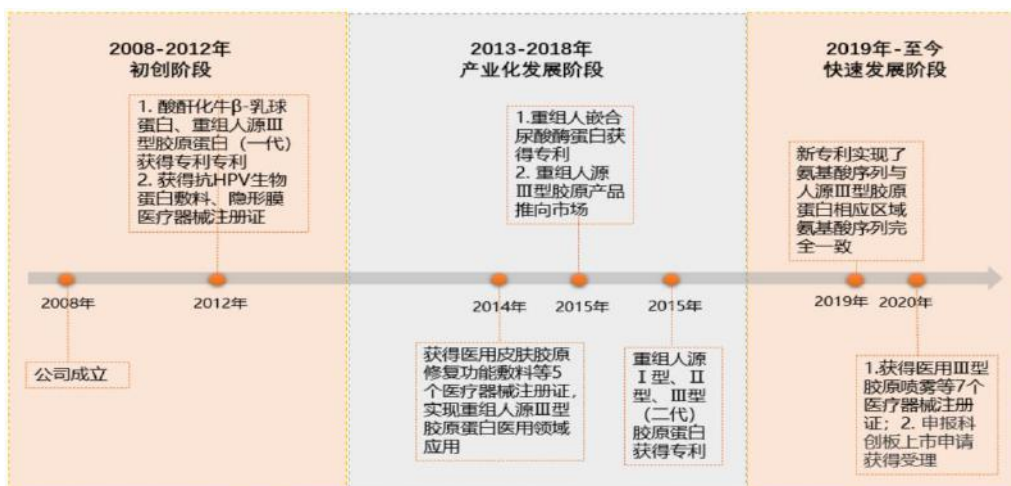 2008-2012年
初创阶段
1. 酸酐化牛β-乳球
蛋白、重组人源Ⅲ
型胶原蛋白（一代）
获得专利专利
2. 获得抗HPV生物
蛋白敷料、隐形膜
医疗器械注册证
2008年
2012年
公司成立
2013-2018年
产业化发展阶段
1.重组人嵌合
尿酸酶蛋白获
得专利
2. 重组人源
Ⅲ型胶原产品
推向市场
2014年
2015年
2015年
获得医用皮肤胶原
修复功能敷料等5
个医疗器械注册证，
实现重组人源Ⅲ型
胶原蛋白医用领域
应用
重组人源
Ⅰ型、Ⅱ
型、Ⅲ型
（二代）
胶原蛋白
获得专利
2019年-至今
快速发展阶段
新专利实现了
氨基酸序列与
人源Ⅲ型胶原
蛋白相应区域
氨基酸序列完
全一致
2019年
2020年
1.获得医用Ⅲ型
胶原喷雾等7个
医疗器械注册
证；2. 申报科
创板上市申请
获得受理